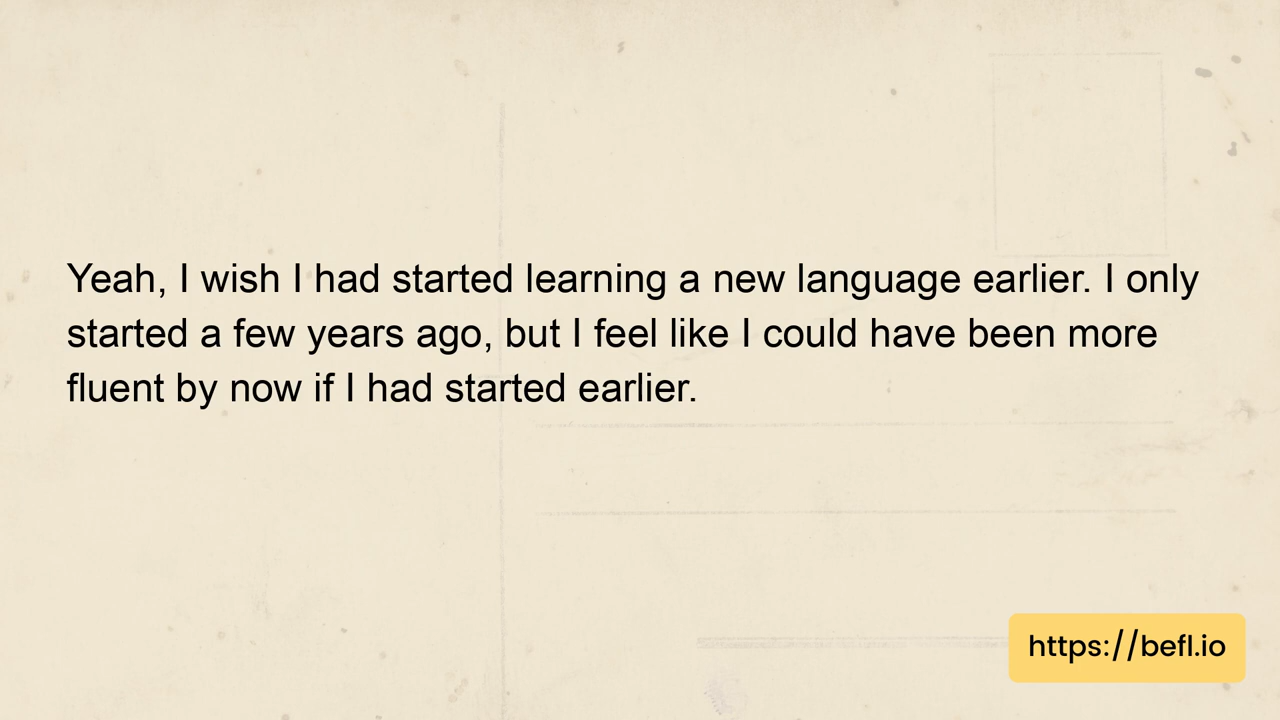 Yeah, I wish I had started learning a new language earlier. I only
started a few years ago, but I feel like I could have been more
fluent by now if I had started earlier.
https://befl.io